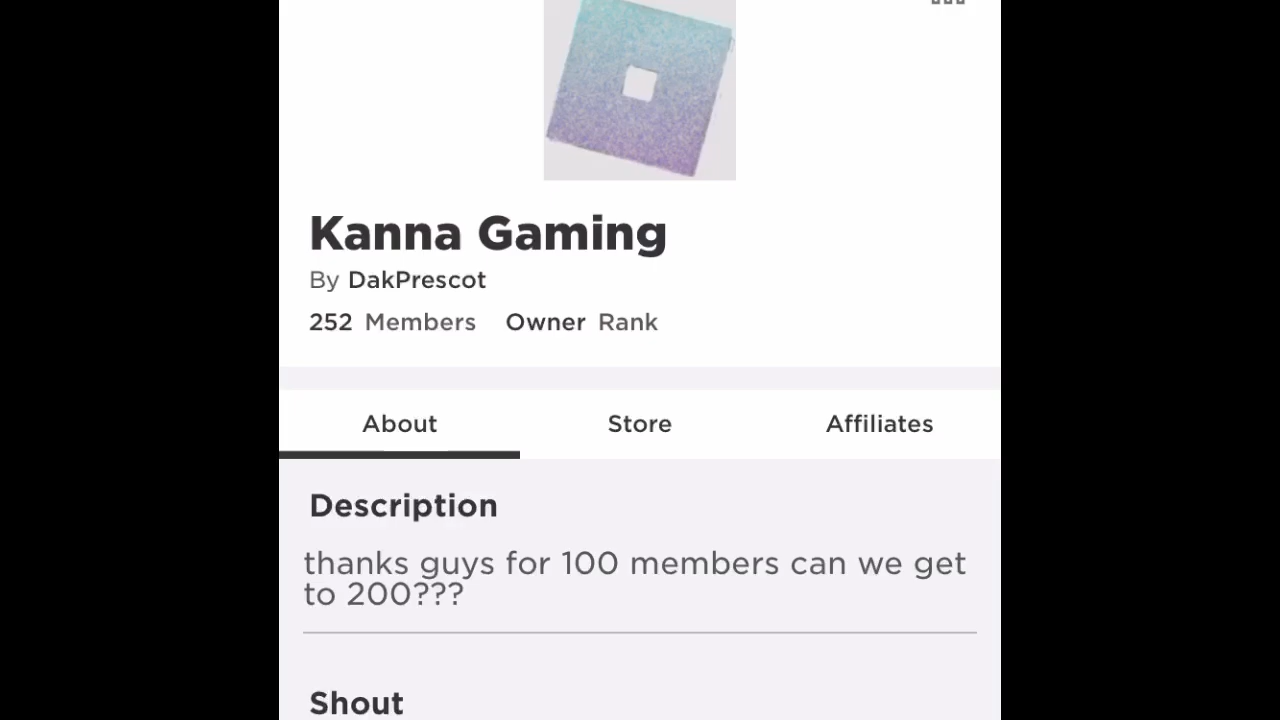 Kanna Gaming
By DakPrescot
252 Members Owner Rank
About Store Affiliates
Description
thanks guys for 100 members can we get
to 200???
Shout